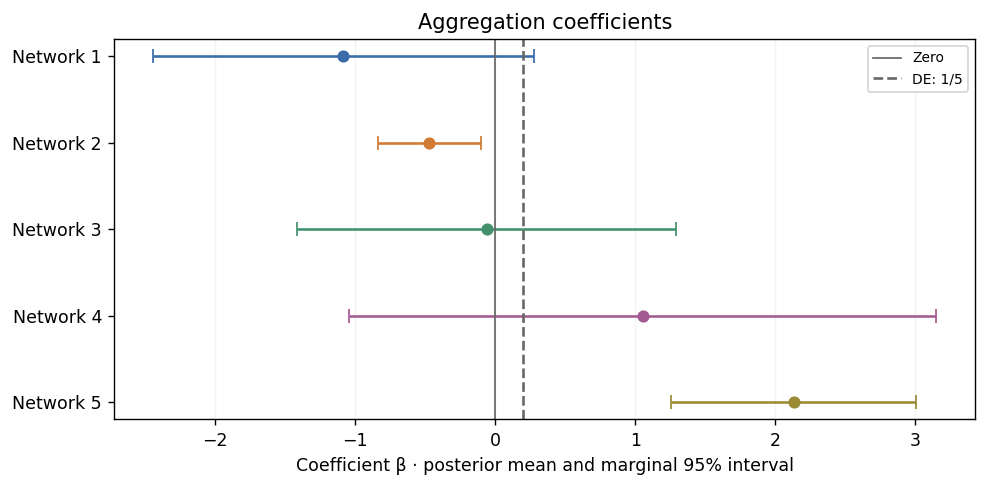 Aggregation coefficients
Network 1
Network 2
Network 3
Network 4
Network 5
Zero
DE: 1/5
−2
−1
0
1
2
3
Coefficient β · posterior mean and marginal 95% interval